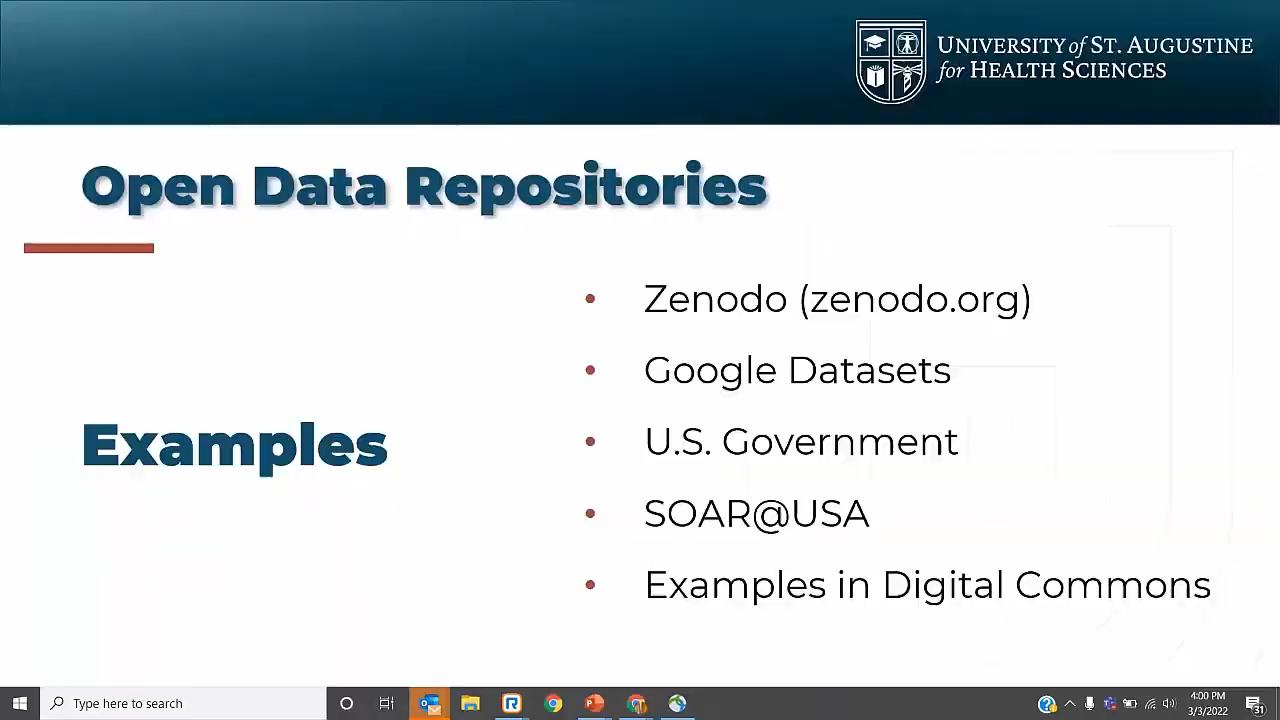 UNIVERSITY of ST. AUGUSTINE
for HEALTH SCIENCES
Open Data Repositories
Examples
• Zenodo (zenodo.org)
• Google Datasets
• U.S. Government
• SOAR@USA
• Examples in Digital Commons
Type here to search
4:00 PM
3/3/2022
31